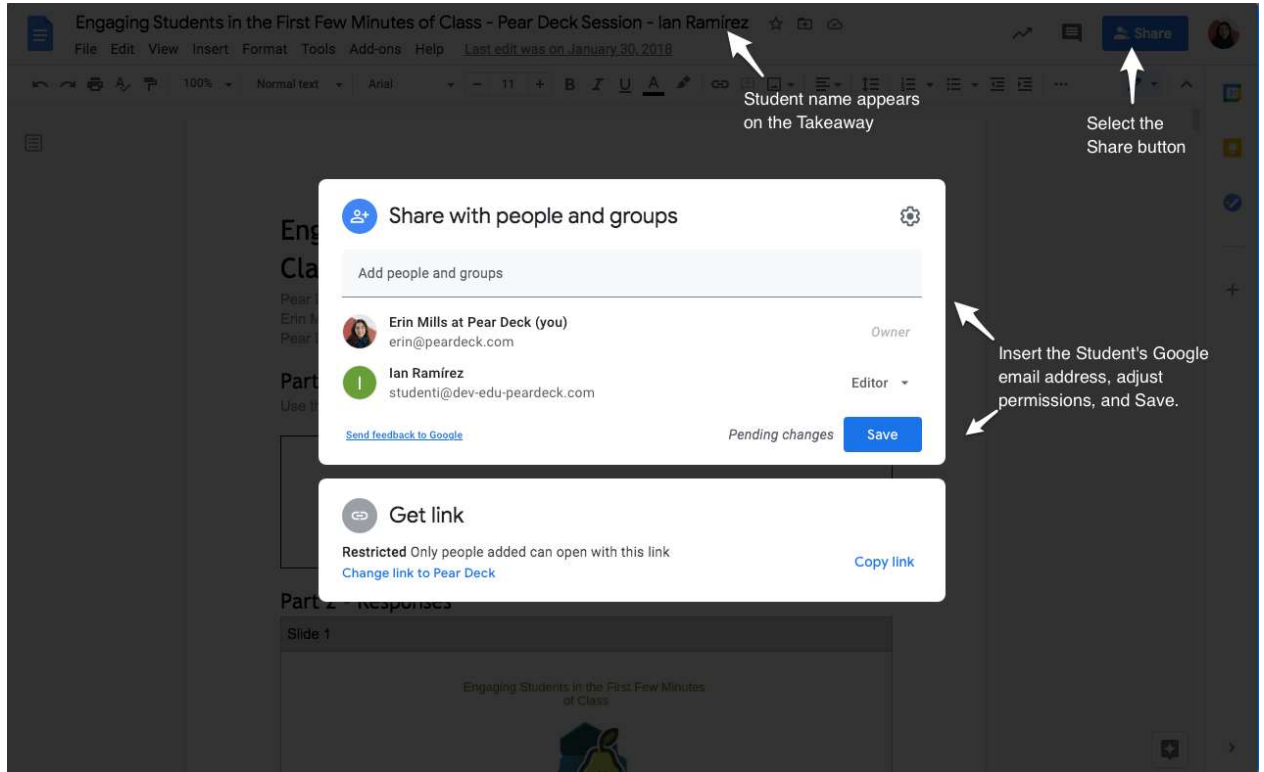 Engaging Students in the First Few Minutes of Class - Pear Deck Session - Ian Ramírez
File Edit View Insert Format Tools Add-ons Help Last edit was on January 30, 2018
Share
100% Normal text Arial - 11 + B I U A
Student name appears
on the Takeaway
Select the
Share button
Share with people and groups
Add people and groups
Erin Mills at Pear Deck (you)
erin@peardeck.com
Owner
Ian Ramírez
studenti@dev-edu-peardeck.com
Editor
Send feedback to Google
Pending changes
Save
Insert the Student's Google
email address, adjust
permissions, and Save.
Get link
Restricted Only people added can open with this link
Change link to Pear Deck
Copy link
Part 2 - Responses
Slide 1
Engaging Students in the First Few Minutes
of Class